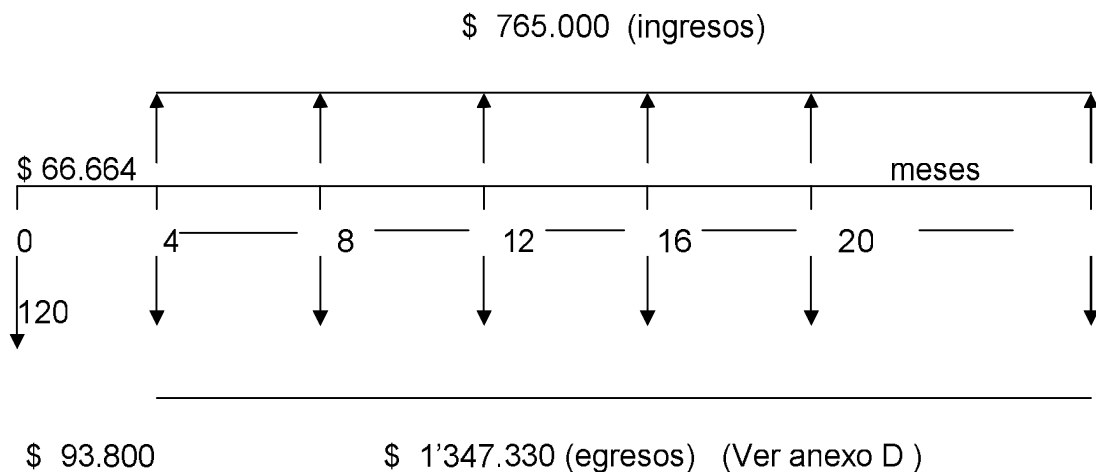 $ 765.000 (ingresos)
$ 66.664 meses
0 4 8 12 16 20
120
$ 93.800 $ 1’347.330 (egresos) (Ver anexo D )